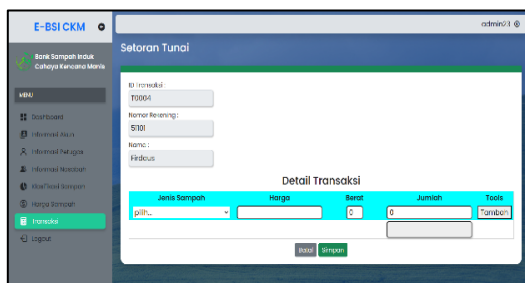 E-BSI CKM
admin23
Bank Sampah Induk
Cahaya Kencana Manis
MENU
Dashboard
Informasi Akun
Informasi Petugas
Informasi Nasabah
Klasifikasi Sampah
Harga Sampah
Transaksi
Logout
Setoran Tunai
ID Transaksi :
T0004
Nomor Rekening :
51101
Nama :
Firdaus
Detail Transaksi
Jenis Sampah Harga Berat Jumlah Tools
pilih... 0 0 Tambah
Batal Simpan